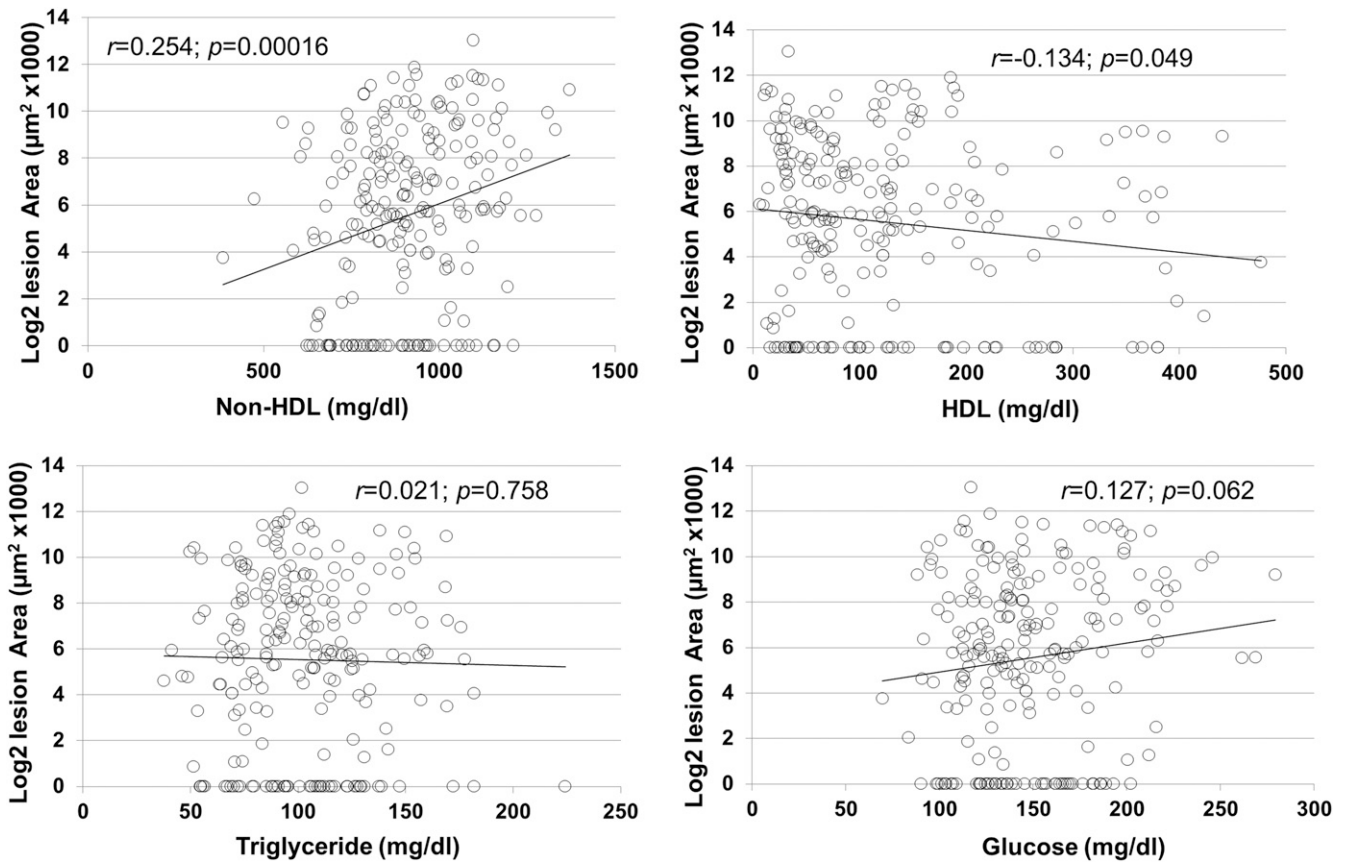 Log2 lesion Area (µm² x1000)
14
12
10
8
6
4
2
0
r=0.254; p=0.00016
0 500 1000 1500
Non-HDL (mg/dl)
Log2 lesion Area (µm² x1000)
14
12
10
8
6
4
2
0
r=-0.134; p=0.049
0 100 200 300 400 500
HDL (mg/dl)
Log2 lesion Area (µm² x1000)
14
12
10
8
6
4
2
0
r=0.021; p=0.758
0 50 100 150 200 250
Triglyceride (mg/dl)
Log2 lesion Area (µm² x1000)
14
12
10
8
6
4
2
0
r=0.127; p=0.062
0 50 100 150 200 250 300
Glucose (mg/dl)